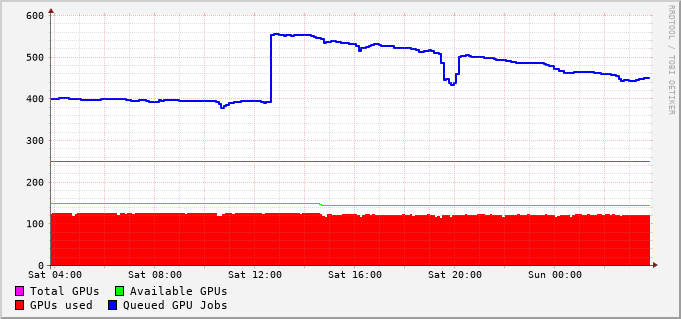 600
500
400
300
200
100
0
Sat 04:00 Sat 08:00 Sat 12:00 Sat 16:00 Sat 20:00 Sun 00:00
Total GPUs Available GPUs
GPUs used Queued GPU Jobs
RRDTOOL / TOBI OETIKER